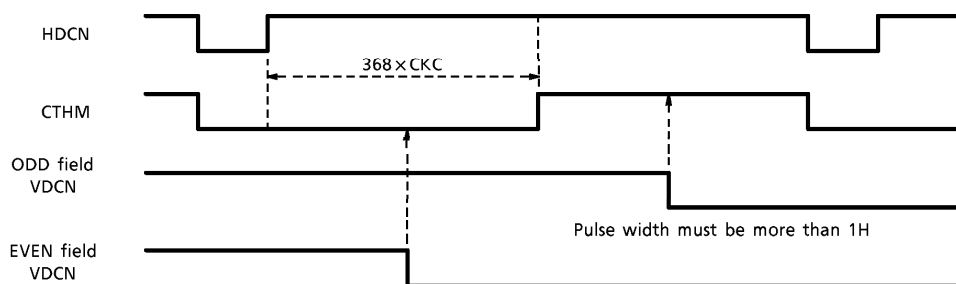 HDCN
368×CKC
CTHM
ODD field
VDCN
Pulse width must be more than 1H
EVEN field
VDCN